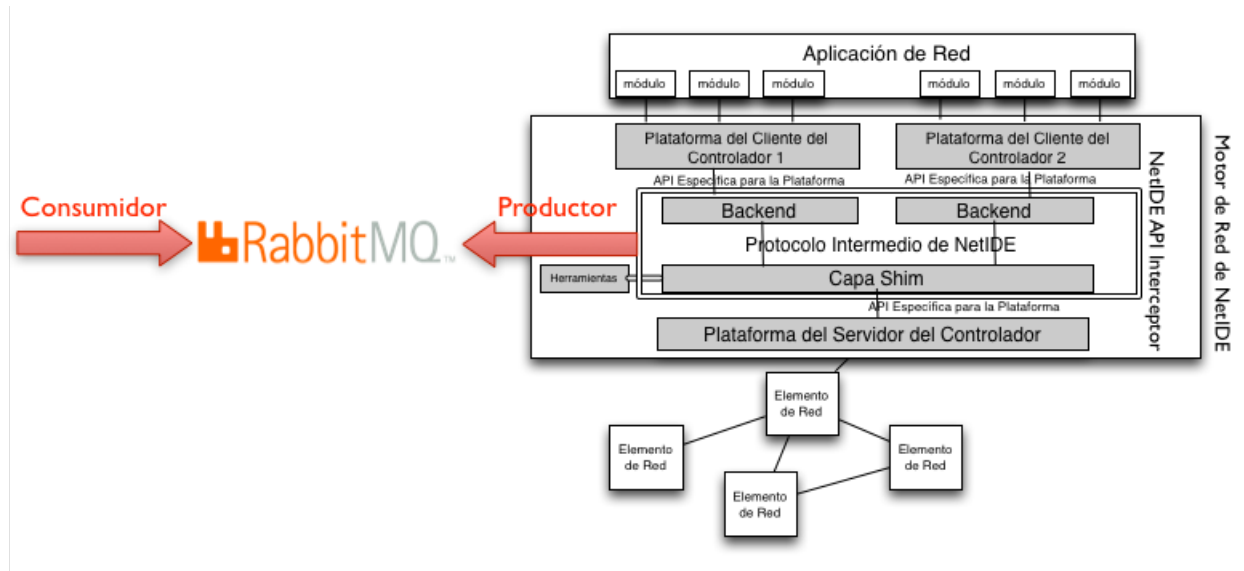 Aplicación de Red
módulo
módulo
módulo
módulo
módulo
módulo
Plataforma del Cliente del
Controlador 1
Plataforma del Cliente del
Controlador 2
API Específica para la Plataforma
API Específica para la Plataforma
Consumidor
RabbitMQ™
Productor
Backend
Backend
Protocolo Intermedio de NetIDE
Herramientas
Capa Shim
API Específica para la Plataforma
Plataforma del Servidor del Controlador
NetIDE API Interceptor
Motor de Red de NetIDE
Elemento
de Red
Elemento
de Red
Elemento
de Red
Elemento
de Red